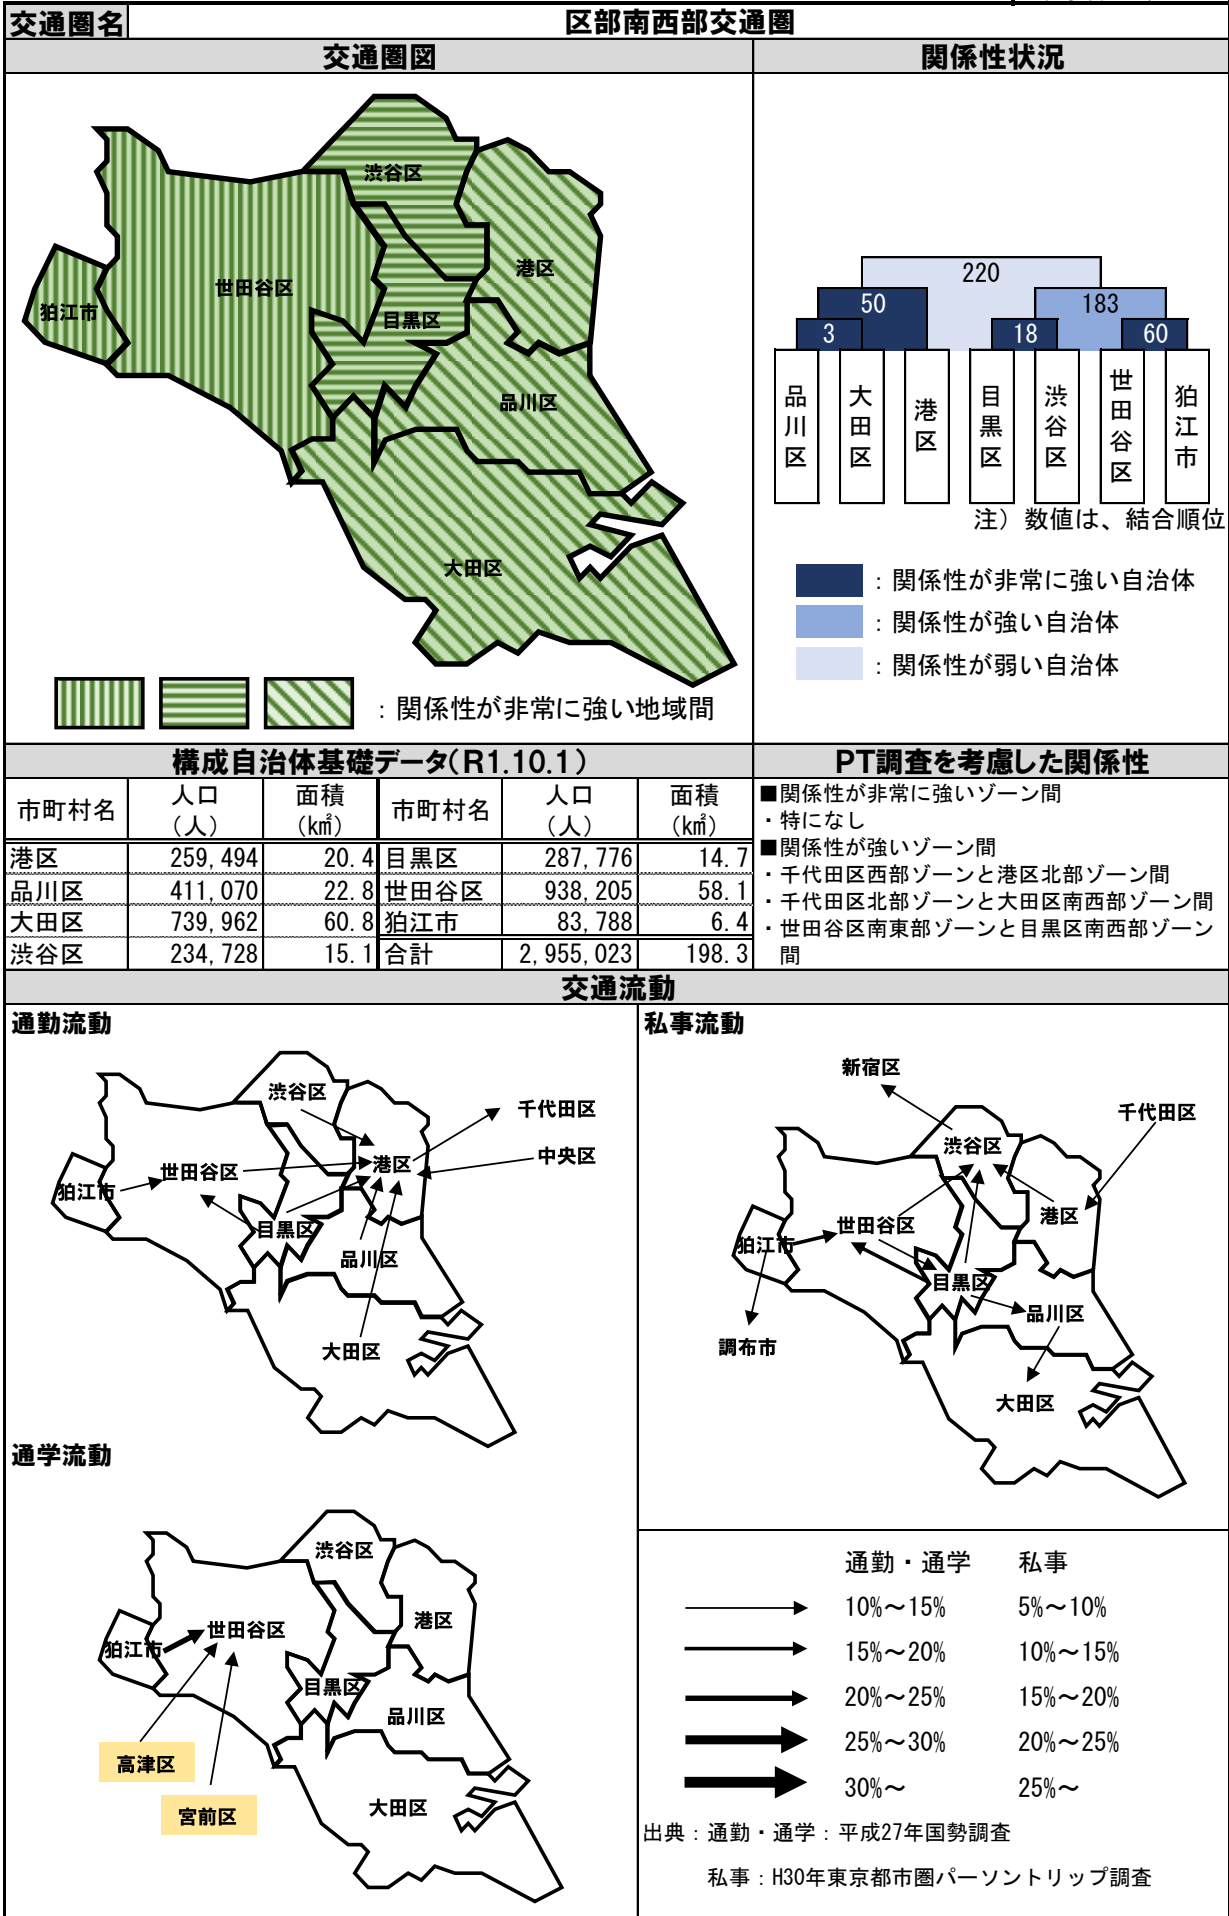 交通圏名
区部南西部交通圏
交通圏図
関係性状況
渋谷区
港区
世田谷区
狛江市
目黒区
品川区
大田区
：関係性が非常に強い地域間
220
50
183
3
18
60
品川区
大田区
港区
目黒区
渋谷区
世田谷区
狛江市
注）数値は、結合順位
：関係性が非常に強い自治体
：関係性が強い自治体
：関係性が弱い自治体
構成自治体基礎データ(R1.10.1)
市町村名 人口（人） 面積（k㎡） 市町村名 人口（人） 面積（k㎡）
港区 259,494 20.4 目黒区 287,776 14.7
品川区 411,070 22.8 世田谷区 938,205 58.1
大田区 739,962 60.8 狛江市 83,788 6.4
渋谷区 234,728 15.1 合計 2,955,023 198.3
PT調査を考慮した関係性
■関係性が非常に強いゾーン間
・特になし
■関係性が強いゾーン間
・千代田区西部ゾーンと港区北部ゾーン間
・千代田区北部ゾーンと大田区南西部ゾーン間
・世田谷区南東部ゾーンと目黒区南西部ゾーン
間
交通流動
通勤流動
渋谷区
千代田区
中央区
港区
世田谷区
狛江市
目黒区
品川区
大田区
私事流動
新宿区
千代田区
渋谷区
港区
世田谷区
狛江市
目黒区
品川区
調布市
大田区
通学流動
渋谷区
港区
世田谷区
狛江市
目黒区
品川区
高津区
宮前区
大田区
通勤・通学 私事
10%～15% 5%～10%
15%～20% 10%～15%
20%～25% 15%～20%
25%～30% 20%～25%
30%～ 25%～
出典：通勤・通学：平成27年国勢調査
私事：H30年東京都市圏パーソントリップ調査